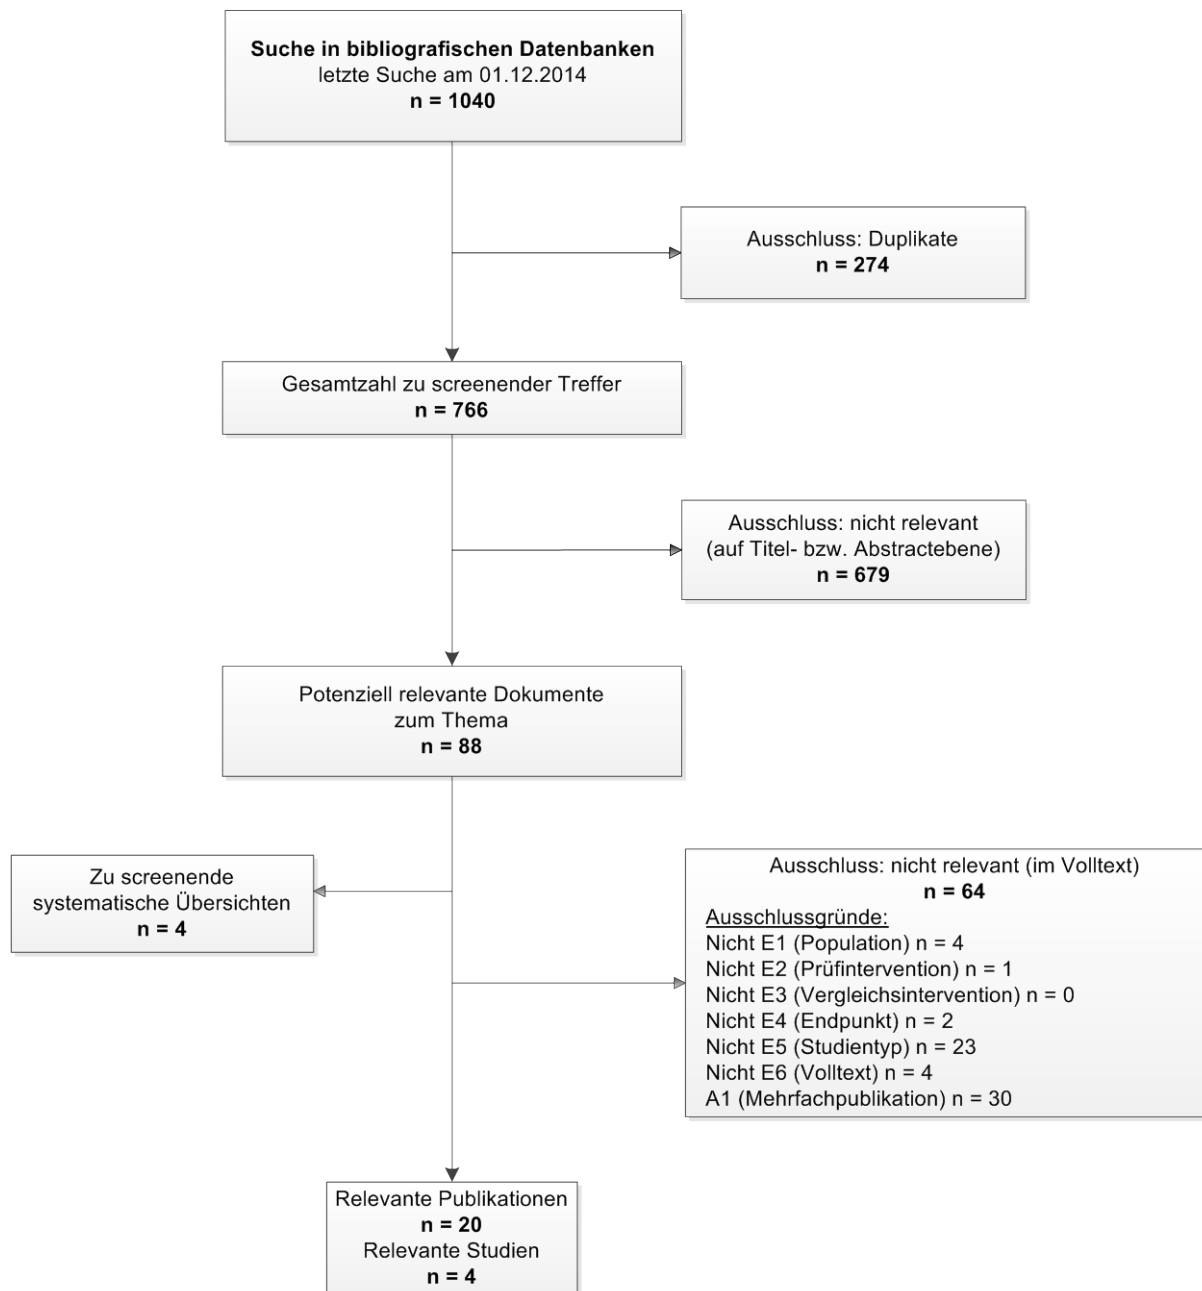 Suche in bibliografischen Datenbanken
letzte Suche am 01.12.2014
n = 1040
Ausschluss: Duplikate
n = 274
Gesamtzahl zu screenender Treffer
n = 766
Ausschluss: nicht relevant
(auf Titel- bzw. Abstractebene)
n = 679
Potenziell relevante Dokumente
zum Thema
n = 88
Zu screenende
systematische Übersichten
n = 4
Ausschluss: nicht relevant (im Volltext)
n = 64
Ausschlussgründe:
Nicht E1 (Population) n = 4
Nicht E2 (Prüfintervention) n = 1
Nicht E3 (Vergleichsintervention) n = 0
Nicht E4 (Endpunkt) n = 2
Nicht E5 (Studientyp) n = 23
Nicht E6 (Volltext) n = 4
A1 (Mehrfachpublikation) n = 30
Relevante Publikationen
n = 20
Relevante Studien
n = 4